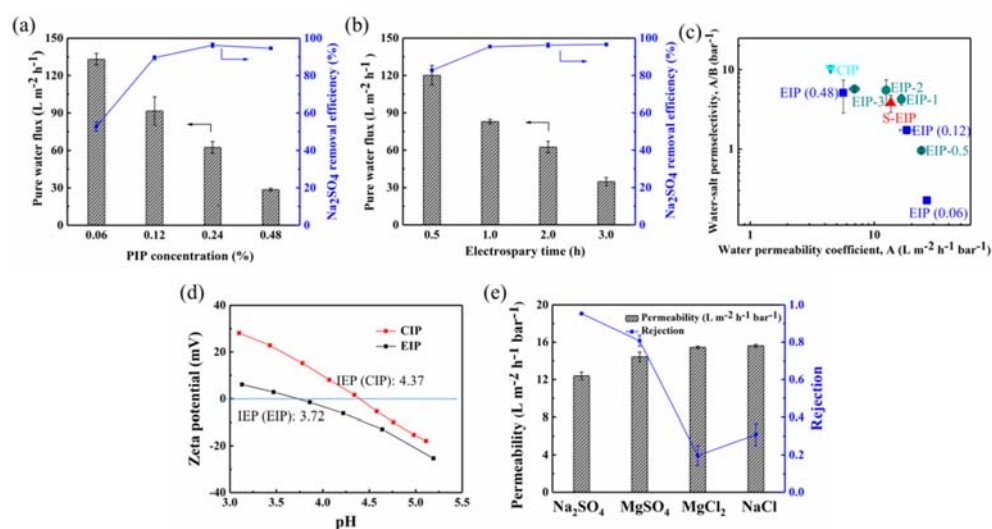 (a)
Pure water flux (L m⁻² h⁻¹)
150
120
90
60
30
0
0.06 0.12 0.24 0.48
PIP concentration (%)
100
80
60
40
20
0
Na₂SO₄ removal efficiency (%)
(b)
Pure water flux (L m⁻² h⁻¹)
150
120
90
60
30
0
0.5 1.0 2.0 3.0
Electrospary time (h)
100
80
60
40
20
0
Na₂SO₄ removal efficiency (%)
(c)
Water-salt permselectivity, A/B (bar⁻¹)
10
1
CIP
EIP (0.48)
EIP-3
EIP-2
EIP-1
S-EIP
EIP (0.12)
EIP-0.5
EIP (0.06)
1 10 100
Water permeability coefficient, A (L m⁻² h⁻¹ bar⁻¹)
(d)
Zeta potential (mV)
40
20
0
-20
-40
CIP
EIP
IEP (CIP): 4.37
IEP (EIP): 3.72
3.0 3.5 4.0 4.5 5.0 5.5
pH
(e)
Permeability (L m⁻² h⁻¹ bar⁻¹)
20
16
12
8
4
0
Permeability (L m⁻² h⁻¹ bar⁻¹)
Rejection
Na₂SO₄ MgSO₄ MgCl₂ NaCl
1.0
0.8
0.6
0.4
0.2
0.0
Rejection